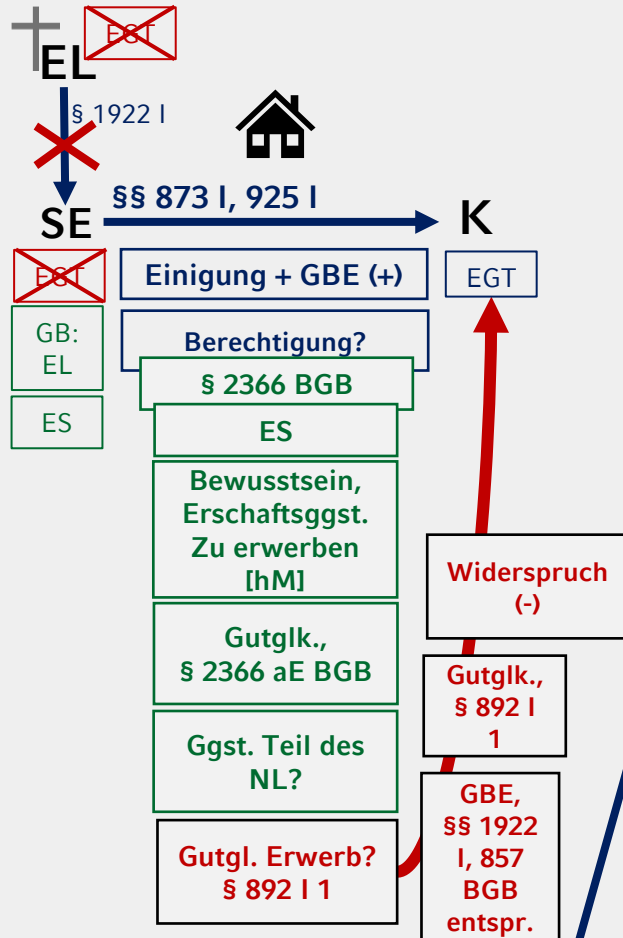 EGT
EL
§ 1922 I
§§ 873 I, 925 I
SE
K
EGT
Einigung + GBE (+)
EGT
GB:
EL
Berechtigung?
§ 2366 BGB
ES
ES
Bewusstsein,
Erschaftsggst.
Zu erwerben
[hM]
Widerspruch
(-)
Gutglk.,
§ 2366 aE BGB
Gutglk.,
§ 892 I
1
Ggst. Teil des
NL?
GBE,
§§ 1922
I, 857
BGB
entspr.
Gutgl. Erwerb?
§ 892 I 1